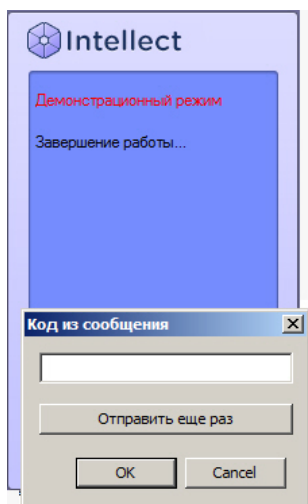 Intellect
Демонстрационный режим
Завершение работы...
Код из сообщения
Отправить еще раз
OK
Cancel